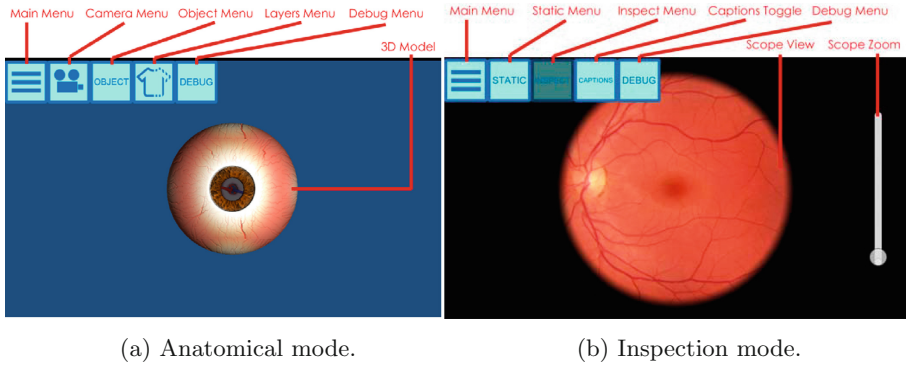 Main Menu Camera Menu Object Menu Layers Menu Debug Menu
3D Model
OBJECT DEBUG
(a) Anatomical mode.
Main Menu Static Menu Inspect Menu Captions Toggle Debug Menu
Scope View Scope Zoom
STATIC INSPECT CAPTIONS DEBUG
(b) Inspection mode.